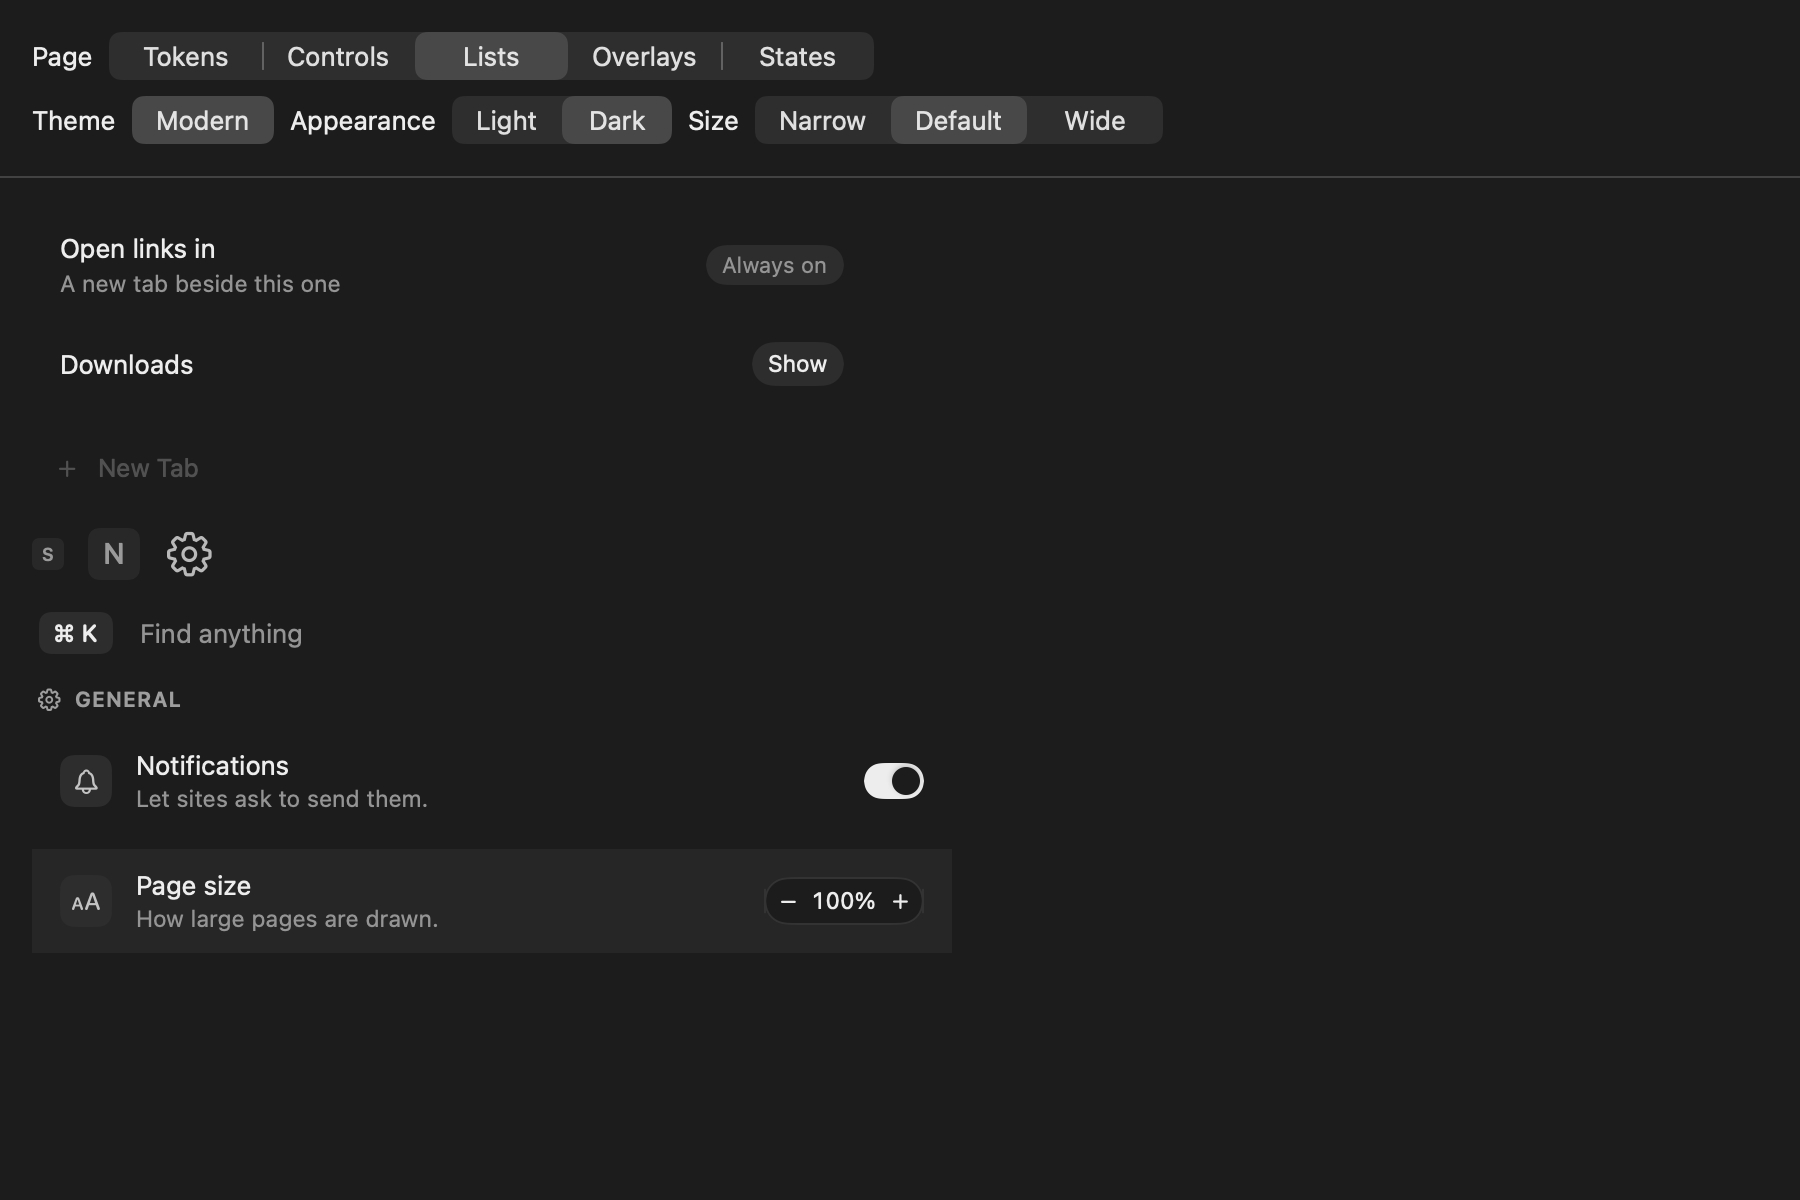 Page Tokens Controls Lists Overlays States
Theme Modern Appearance Light Dark Size Narrow Default Wide
Open links in
A new tab beside this one
Always on
Downloads
Show
+ New Tab
S N
⌘ K Find anything
GENERAL
Notifications
Let sites ask to send them.
AA Page size
How large pages are drawn.
− 100% +